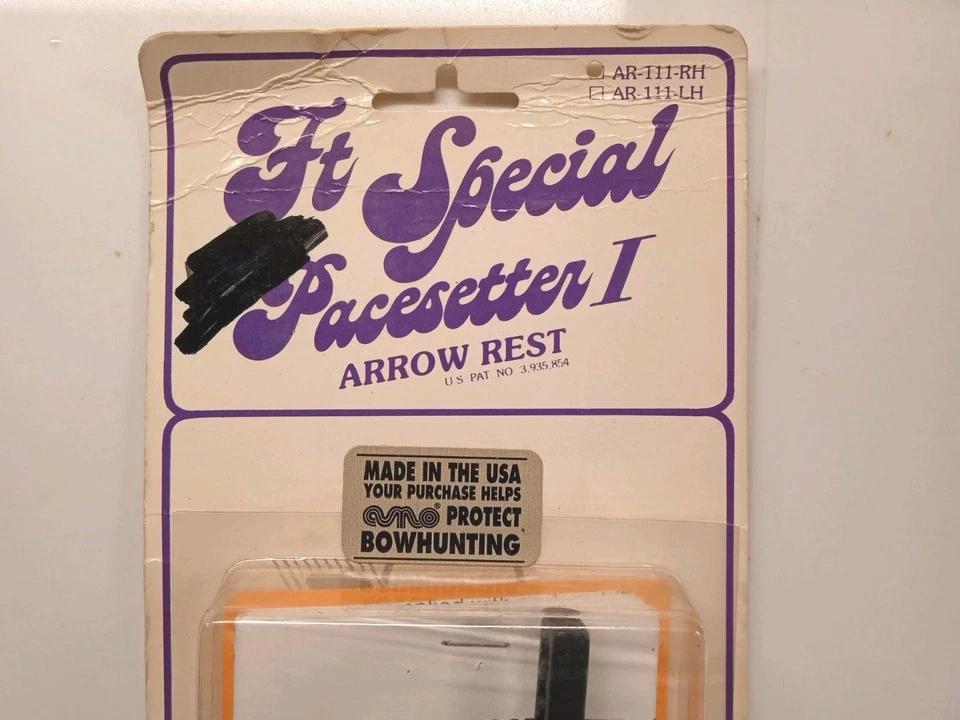 AR-111-RH
AR-111-LH
Ft Special
Pacesetter I
ARROW REST
U S PAT NO 3,935,854
MADE IN THE USA
YOUR PURCHASE HELPS
amo® PROTECT
BOWHUNTING